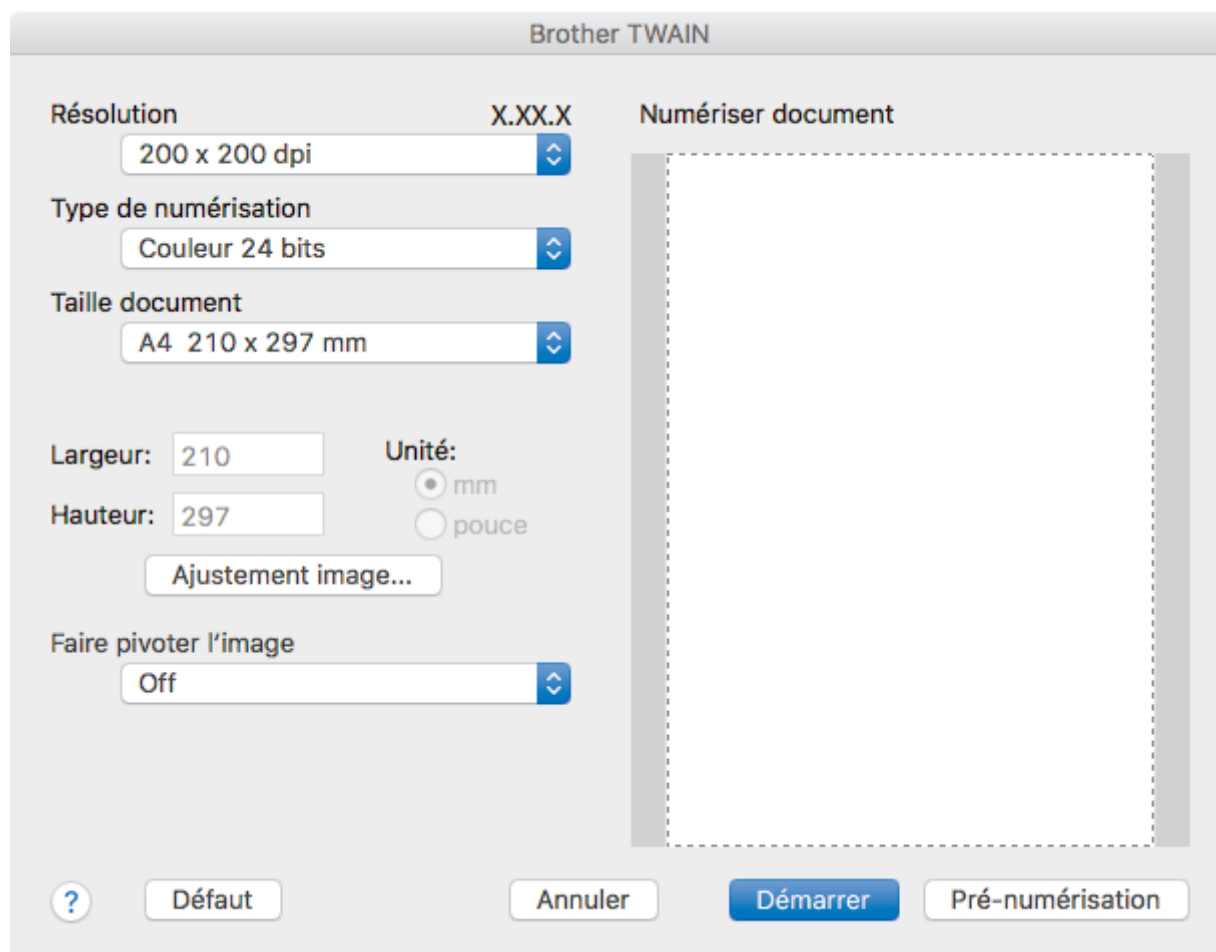 Brother TWAIN
Résolution X.XX.X
200 x 200 dpi
Type de numérisation
Couleur 24 bits
Taille document
A4 210 x 297 mm
Largeur: 210
Hauteur: 297
Unité:
mm
pouce
Ajustement image...
Faire pivoter l'image
Off
Numériser document
?
Défaut
Annuler
Démarrer
Pré-numérisation